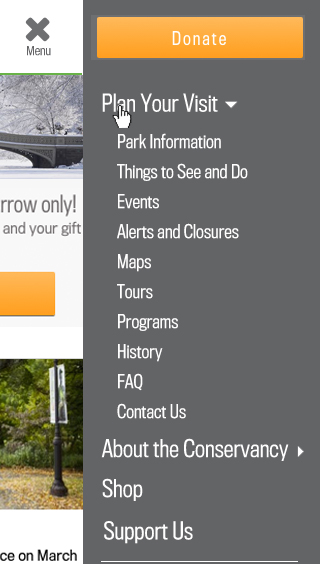 Menu
Donate
Plan Your Visit
Park Information
Things to See and Do
Events
Alerts and Closures
Maps
Tours
Programs
History
FAQ
Contact Us
About the Conservancy
Shop
Support Us
rrow only!
and your gift
ce on March